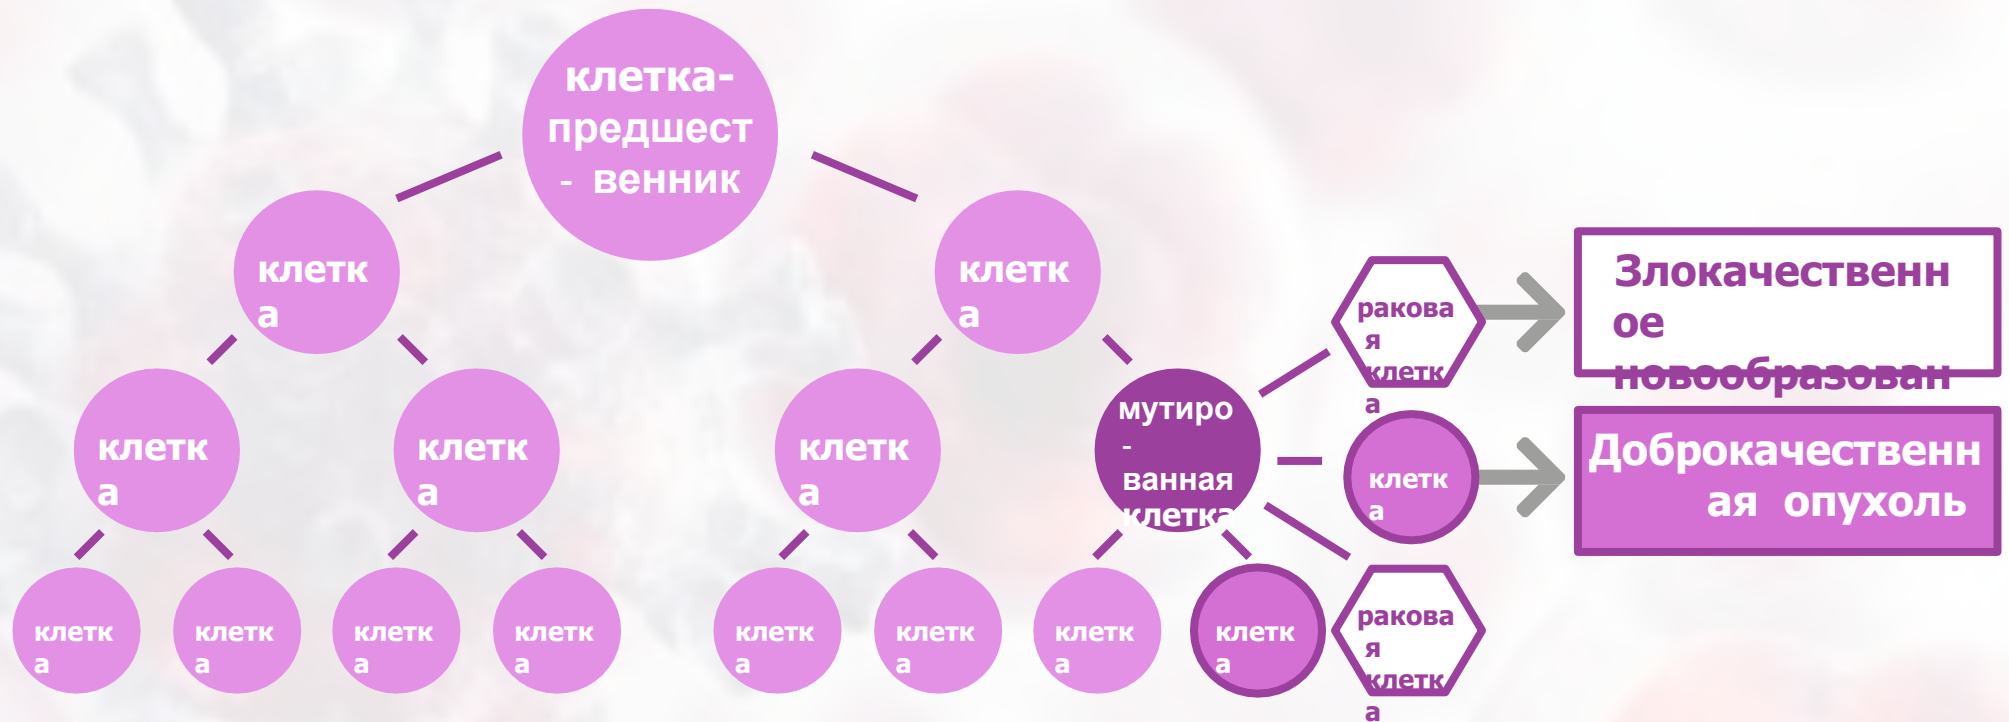 клетка-
предшест
- венник
клетк
а
клетк
а
ракова
я
клетк
а
Злокачественн
ое
новообразован
клетк
а
клетк
а
клетк
а
мутиро
-
ванная
клетка
клетк
а
Доброкачественн
ая опухоль
клетк
а
клетк
а
клетк
а
клетк
а
клетк
а
клетк
а
клетк
а
клетк
а
ракова
я
клетк
а